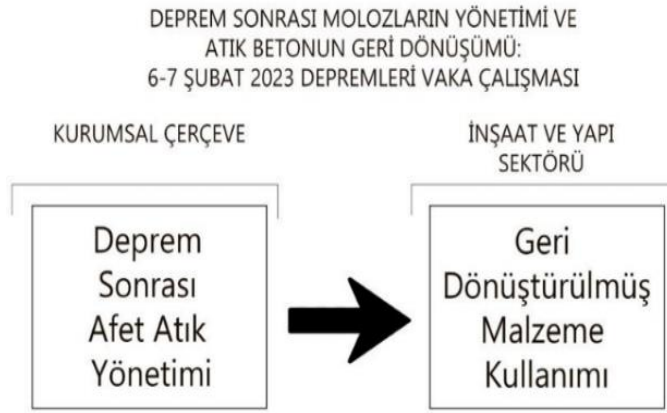 DEPREM SONRASI MOLOZLARIN YÖNETİMİ VE
ATIK BETONUN GERİ DÖNÜŞÜMÜ:
6-7 ŞUBAT 2023 DEPREMLERİ VAKA ÇALIŞMASI
KURUMSAL ÇERÇEVE
Deprem
Sonrası
Afet Atık
Yönetimi
İNŞAAT VE YAPI
SEKTÖRÜ
Geri
Dönüştürülmüş
Malzeme
Kullanımı